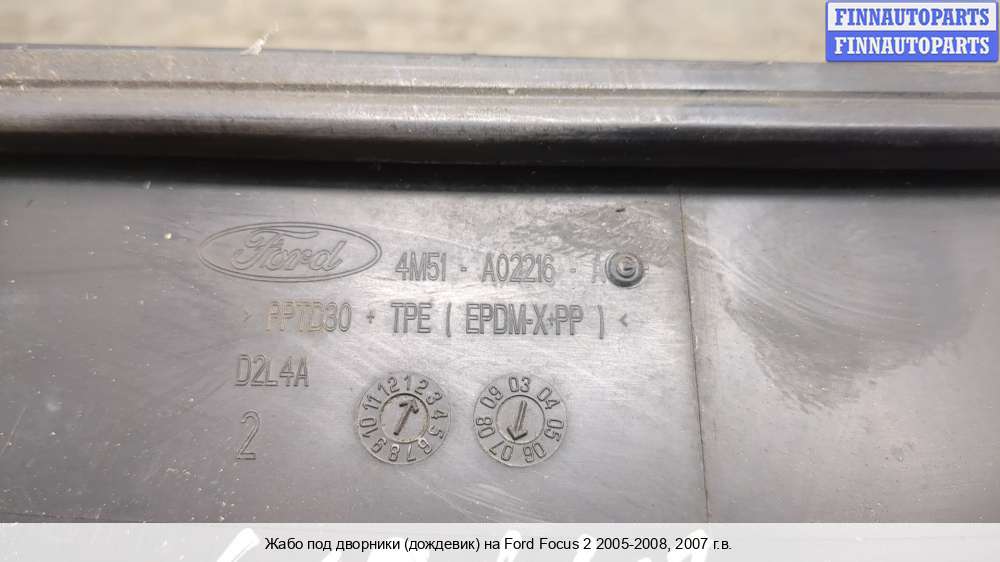 FINNAUTOPARTS
FINNAUTOPARTS
Ford
4M51 - A02216 - A G
> PPTD30 + TPE ( EPDM-X+PP ) <
D2L4A
12 1 2 3 4 5 6 7 8 9 10 11
03 04 05 06 07 08 09
2
Жабо под дворники (дождевик) на Ford Focus 2 2005-2008, 2007 г.в.